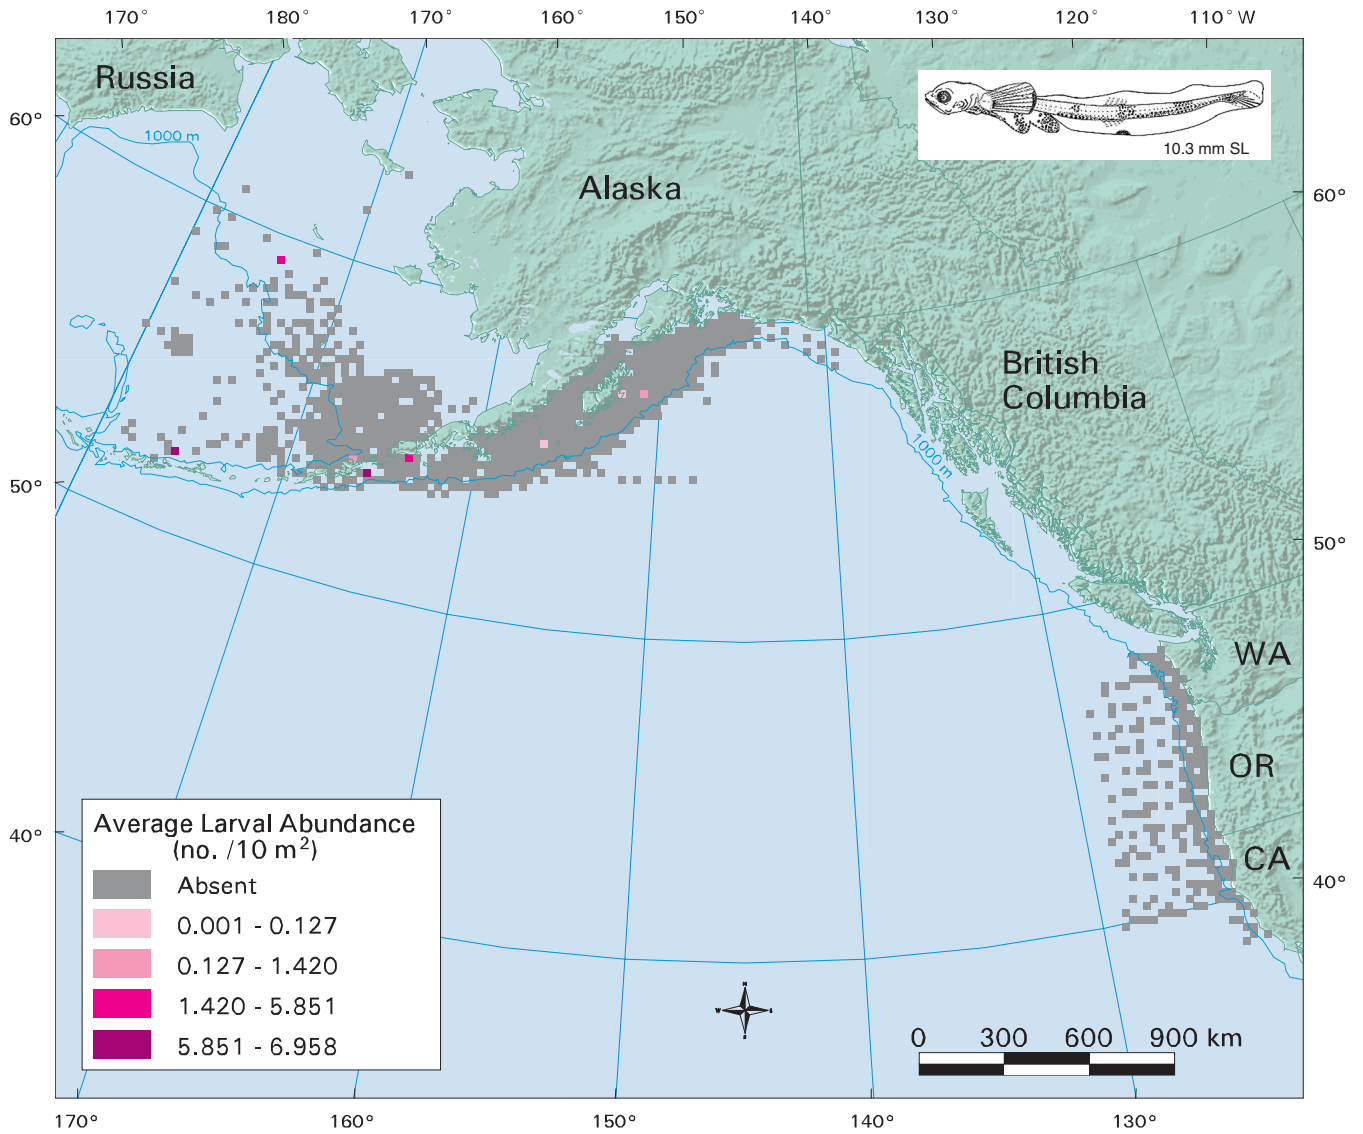 170° 180° 170° 160° 150° 140° 130° 120° 110° W
Russia
60°
1000 m
10.3 mm SL
Alaska
60°
British
Columbia
1000 m
50°
50°
WA
OR
40°
CA
40°
Average Larval Abundance
(no. /10 m²)
Absent
0.001 - 0.127
0.127 - 1.420
1.420 - 5.851
5.851 - 6.958
0 300 600 900 km
170° 160° 150° 140° 130°